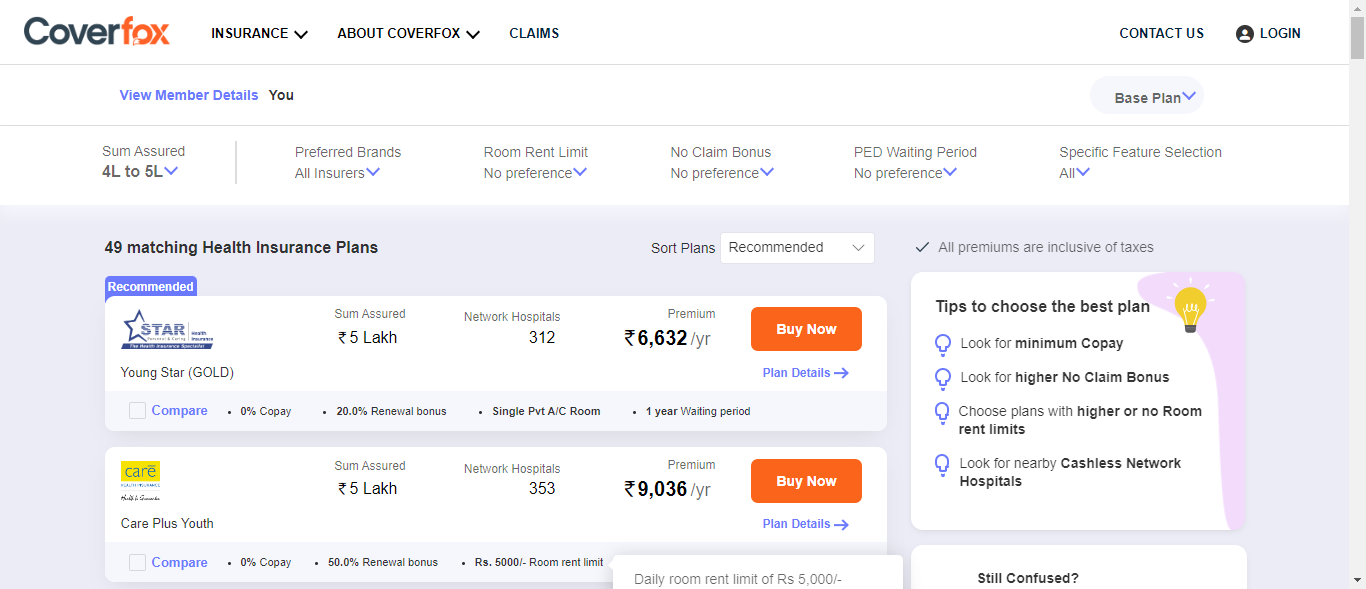 Coverfox
INSURANCE
ABOUT COVERFOX
CLAIMS
CONTACT US
LOGIN
View Member Details You
Base Plan
Sum Assured
4L to 5L
Preferred Brands
All Insurers
Room Rent Limit
No preference
No Claim Bonus
No preference
PED Waiting Period
No preference
Specific Feature Selection
All
49 matching Health Insurance Plans
Sort Plans Recommended
All premiums are inclusive of taxes
Recommended
STAR Health Insurance
Personal & Caring
The Health Insurance Specialist
Young Star (GOLD)
Sum Assured
₹ 5 Lakh
Network Hospitals
312
Premium
₹ 6,632 /yr
Buy Now
Plan Details
Compare
• 0% Copay
• 20.0% Renewal bonus
• Single Pvt A/C Room
• 1 year Waiting period
care
HEALTH INSURANCE
Care Plus Youth
Sum Assured
₹ 5 Lakh
Network Hospitals
353
Premium
₹ 9,036 /yr
Buy Now
Plan Details
Compare
• 0% Copay
• 50.0% Renewal bonus
• Rs. 5000/- Room rent limit
Daily room rent limit of Rs 5,000/-
Tips to choose the best plan
Look for minimum Copay
Look for higher No Claim Bonus
Choose plans with higher or no Room
rent limits
Look for nearby Cashless Network
Hospitals
Still Confused?